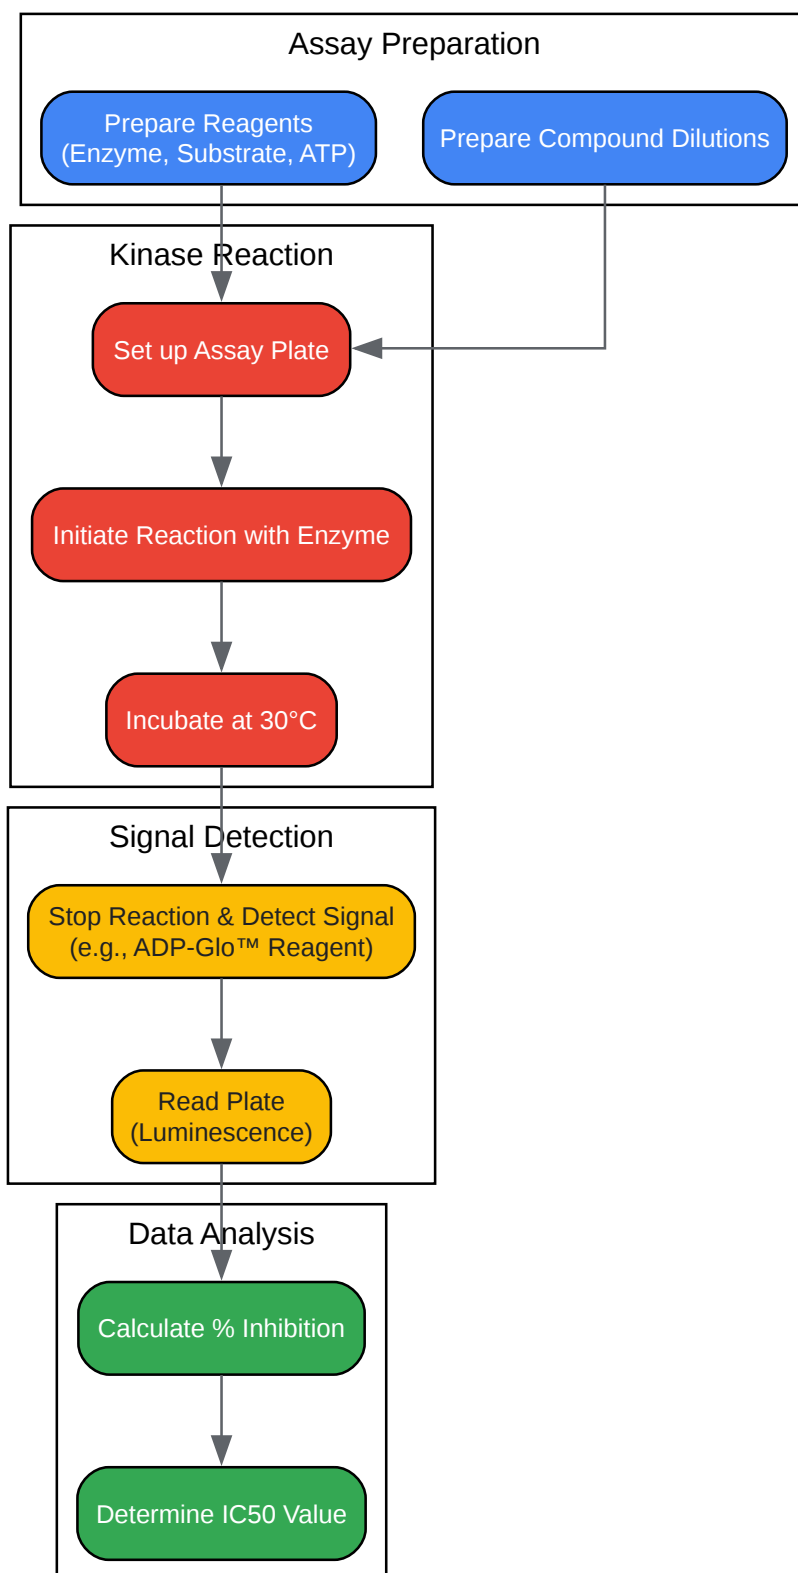 Assay Preparation
Prepare Reagents
(Enzyme, Substrate, ATP)
Prepare Compound Dilutions
Kinase Reaction
Set up Assay Plate
Initiate Reaction with Enzyme
Incubate at 30°C
Signal Detection
Stop Reaction & Detect Signal
(e.g., ADP-Glo™ Reagent)
Read Plate
(Luminescence)
Data Analysis
Calculate % Inhibition
Determine IC50 Value